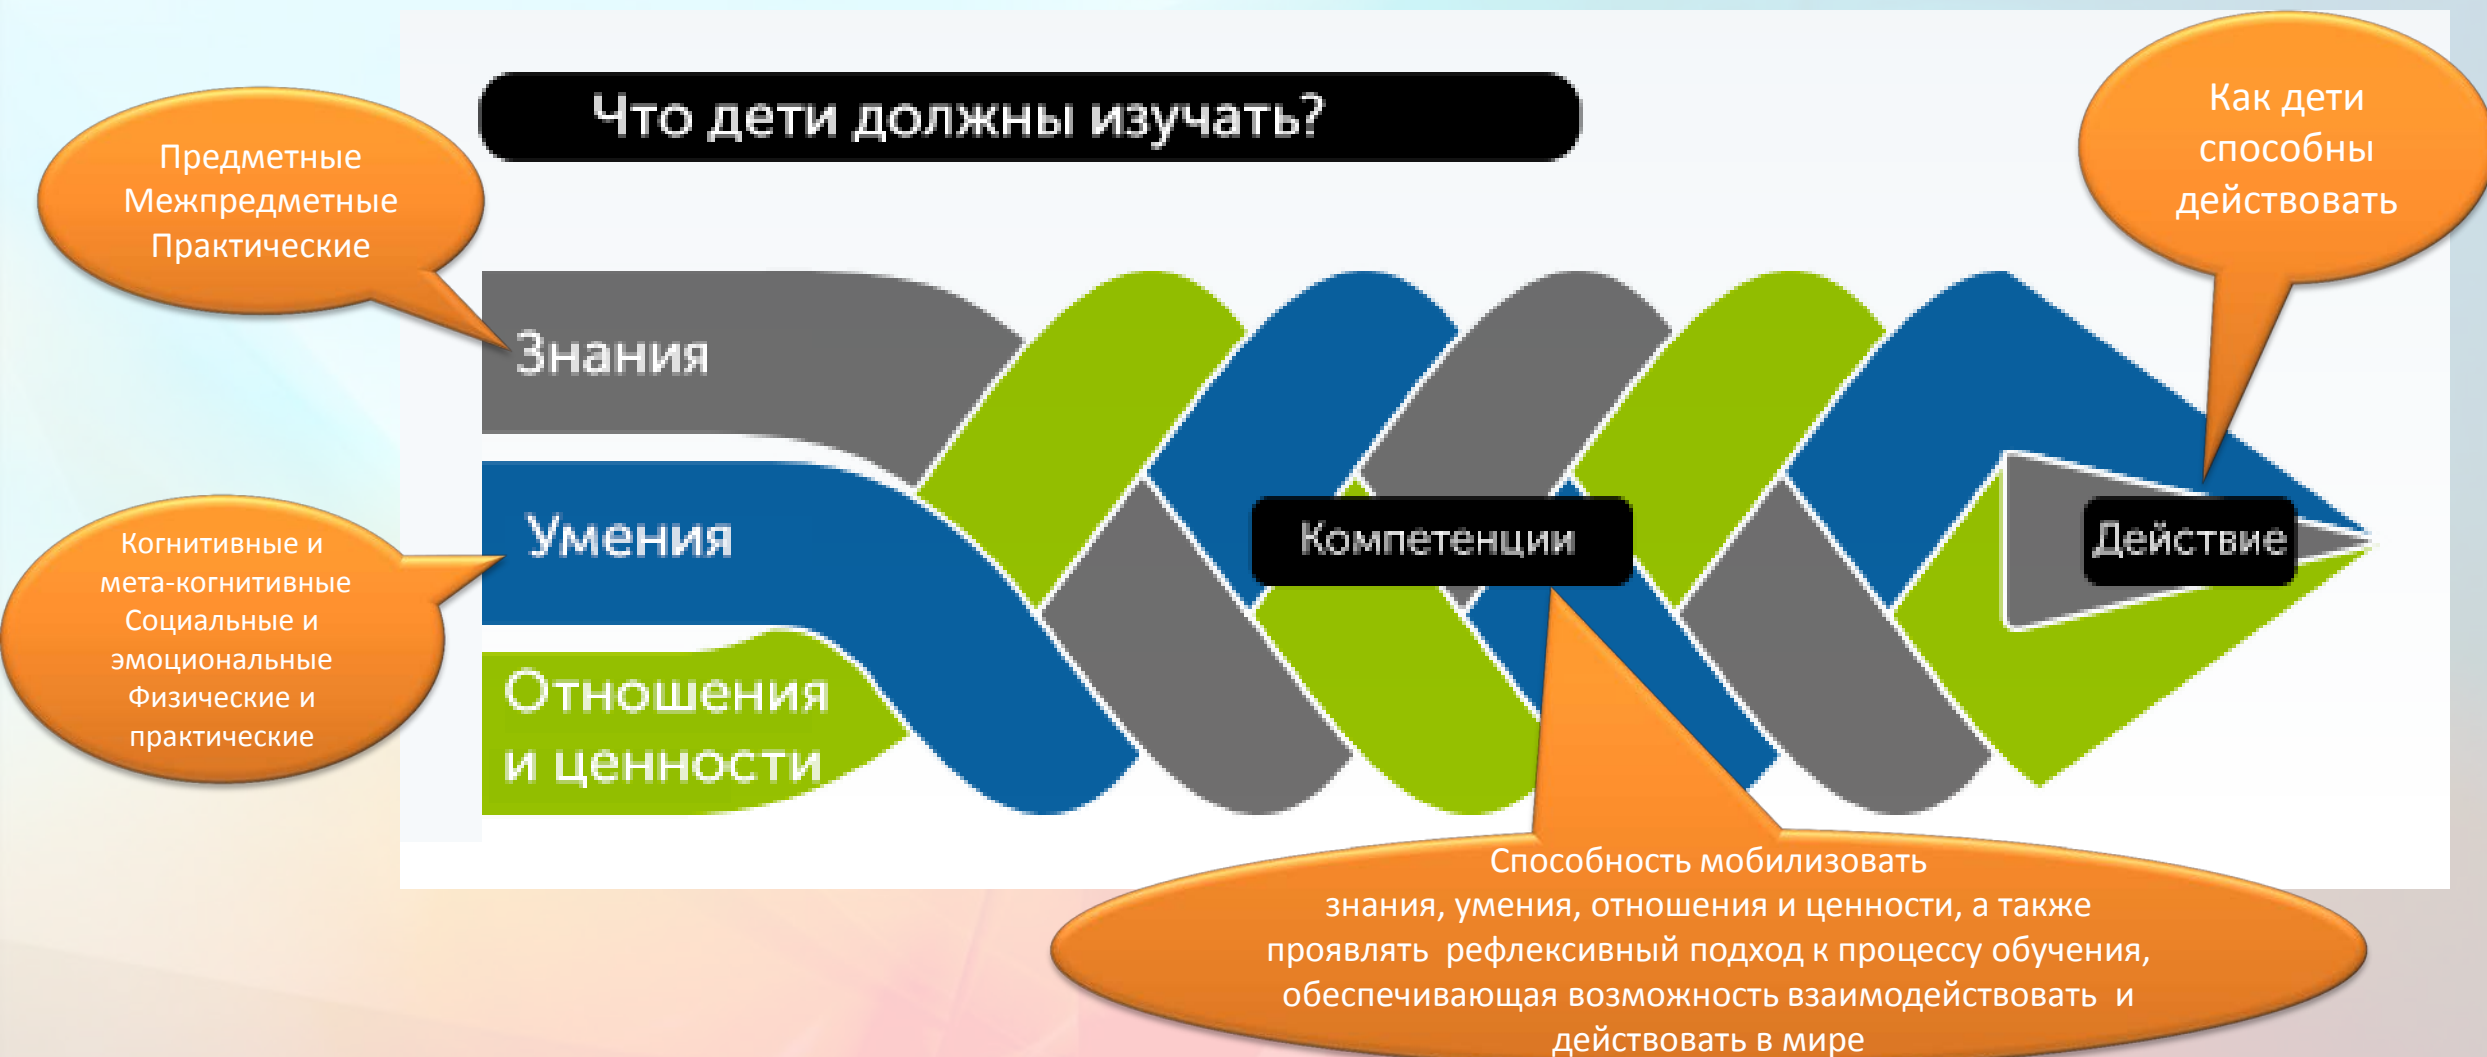 Что дети должны изучать?
Предметные
Межпредметные
Практические
Как дети
способны
действовать
Знания
Умения
Отношения
и ценности
Когнитивные и
мета-когнитивные
Социальные и
эмоциональные
Физические и
практические
Компетенции
Действие
Способность мобилизовать
знания, умения, отношения и ценности, а также
проявлять рефлексивный подход к процессу обучения,
обеспечивающая возможность взаимодействовать и
действовать в мире